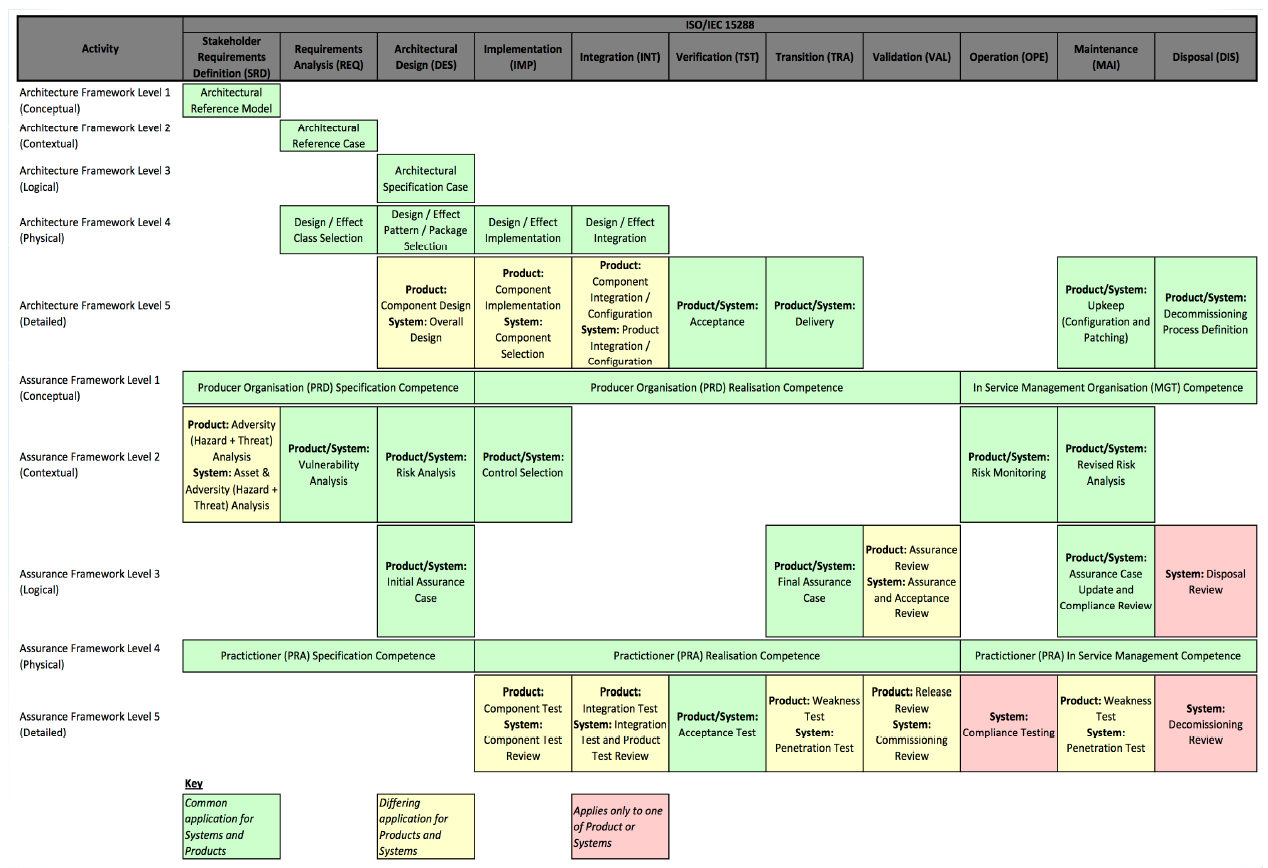 ISO/IEC 15288
Activity
Stakeholder
Requirements
Definition (SRD)
Requirements
Analysis (REQ)
Architectural
Design (DES)
Implementation
(IMP)
Integration (INT)
Verification (TST)
Transition (TRA)
Validation (VAL)
Operation (OPE)
Maintenance
(MAI)
Disposal (DIS)
Architecture Framework Level 1
(Conceptual)
Architectural
Reference Model
Architecture Framework Level 2
(Contextual)
Architectural
Reference Case
Architecture Framework Level 3
(Logical)
Architectural
Specification Case
Architecture Framework Level 4
(Physical)
Design / Effect
Class Selection
Design / Effect
Pattern / Package
Selection
Design / Effect
Implementation
Design / Effect
Integration
Architecture Framework Level 5
(Detailed)
Product:
Component Design
System: Overall
Design
Product:
Component
Implementation
System:
Component
Selection
Product:
Component
Integration /
Configuration
System: Product
Integration /
Configuration
Product/System:
Acceptance
Product/System:
Delivery
Product/System:
Upkeep
(Configuration and
Patching)
Product/System:
Decommissioning
Process Definition
Assurance Framework Level 1
(Conceptual)
Producer Organisation (PRD) Specification Competence
Producer Organisation (PRD) Realisation Competence
In Service Management Organisation (MGT) Competence
Assurance Framework Level 2
(Contextual)
Product: Adversity
(Hazard + Threat)
Analysis
System: Asset &
Adversity (Hazard +
Threat) Analysis
Product/System:
Vulnerability
Analysis
Product/System:
Risk Analysis
Product/System:
Control Selection
Product/System:
Risk Monitoring
Product/System:
Revised Risk
Analysis
Assurance Framework Level 3
(Logical)
Product/System:
Initial Assurance
Case
Product/System:
Final Assurance
Case
Product: Assurance
Review
System: Assurance
and Acceptance
Review
Product/System:
Assurance Case
Update and
Compliance Review
System: Disposal
Review
Assurance Framework Level 4
(Physical)
Practictioner (PRA) Specification Competence
Practictioner (PRA) Realisation Competence
Practictioner (PRA) In Service Management Competence
Assurance Framework Level 5
(Detailed)
Product:
Component Test
System:
Component Test
Review
Product:
Integration Test
System: Integration
Test and Product
Test Review
Product/System:
Acceptance Test
Product: Weakness
Test
System:
Penetration Test
Product: Release
Review
System:
Commissioning
Review
System:
Compliance Testing
Product: Weakness
Test
System:
Penetration Test
System:
Decomissioning
Review
Key
Common
application for
Systems and
Products
Differing
application for
Products and
Systems
Applies only to one
of Product or
Systems